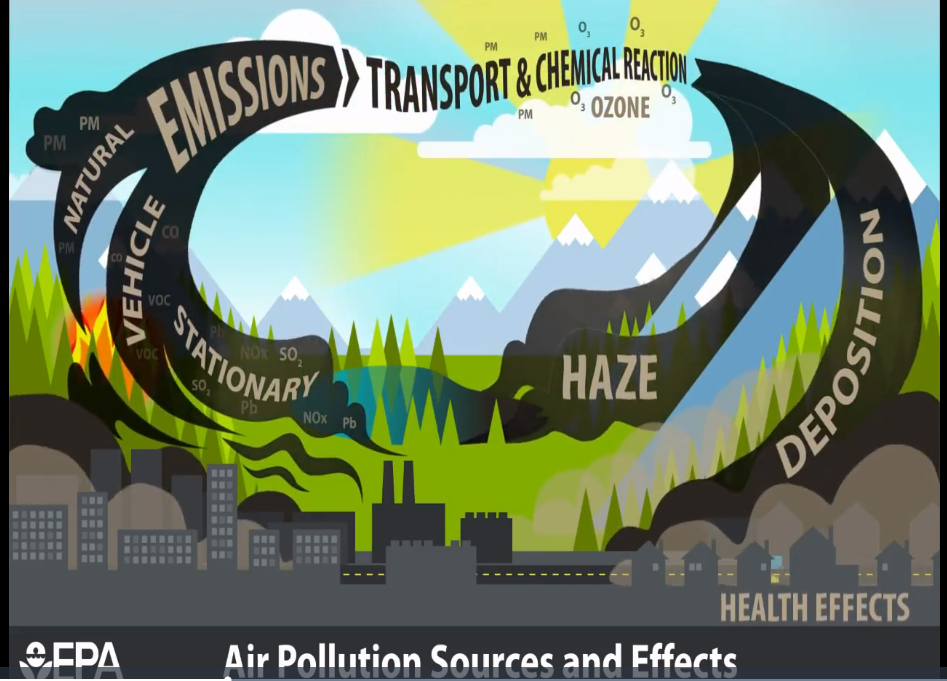 O3
O3
PM
PM
EMISSIONS
TRANSPORT & CHEMICAL REACTION
O3
O3
OZONE
PM
PM
PM
NATURAL
PM
VEHICLE
CO
CO
VOC
VOC
STATIONARY
Pb
NOx
SO2
SO2
Pb
NOx
Pb
HAZE
DEPOSITION
HEALTH EFFECTS
EPA
Air Pollution Sources and Effects